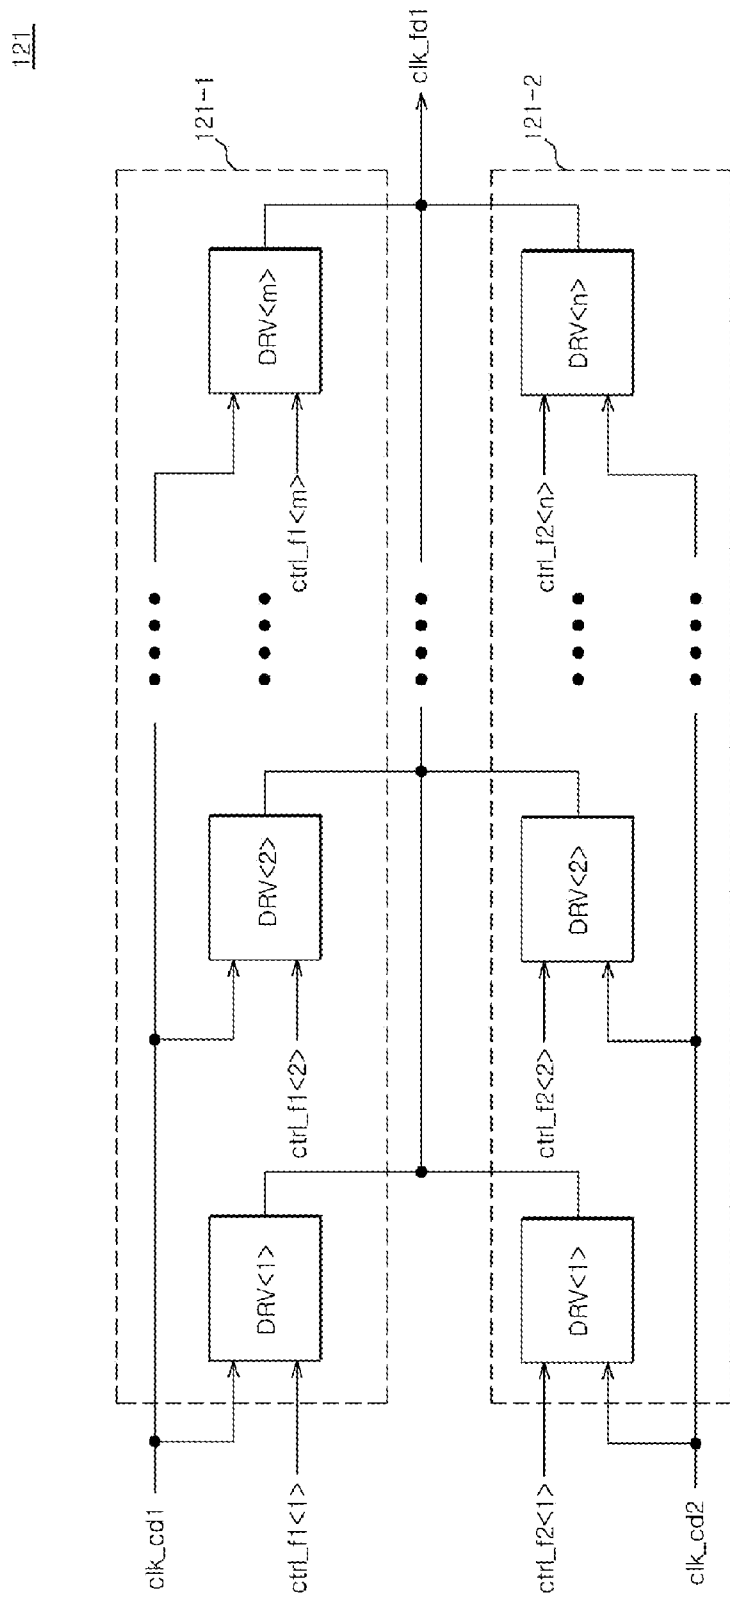 121
clk_cd1
ctrl_f1<1>
DRV<1>
ctrl_f1<2>
DRV<2>
ctrl_f1<m>
DRV<m>
121-1
clk_fd1
ctrl_f2<1>
DRV<1>
ctrl_f2<2>
DRV<2>
ctrl_f2<n>
DRV<n>
121-2
clk_cd2